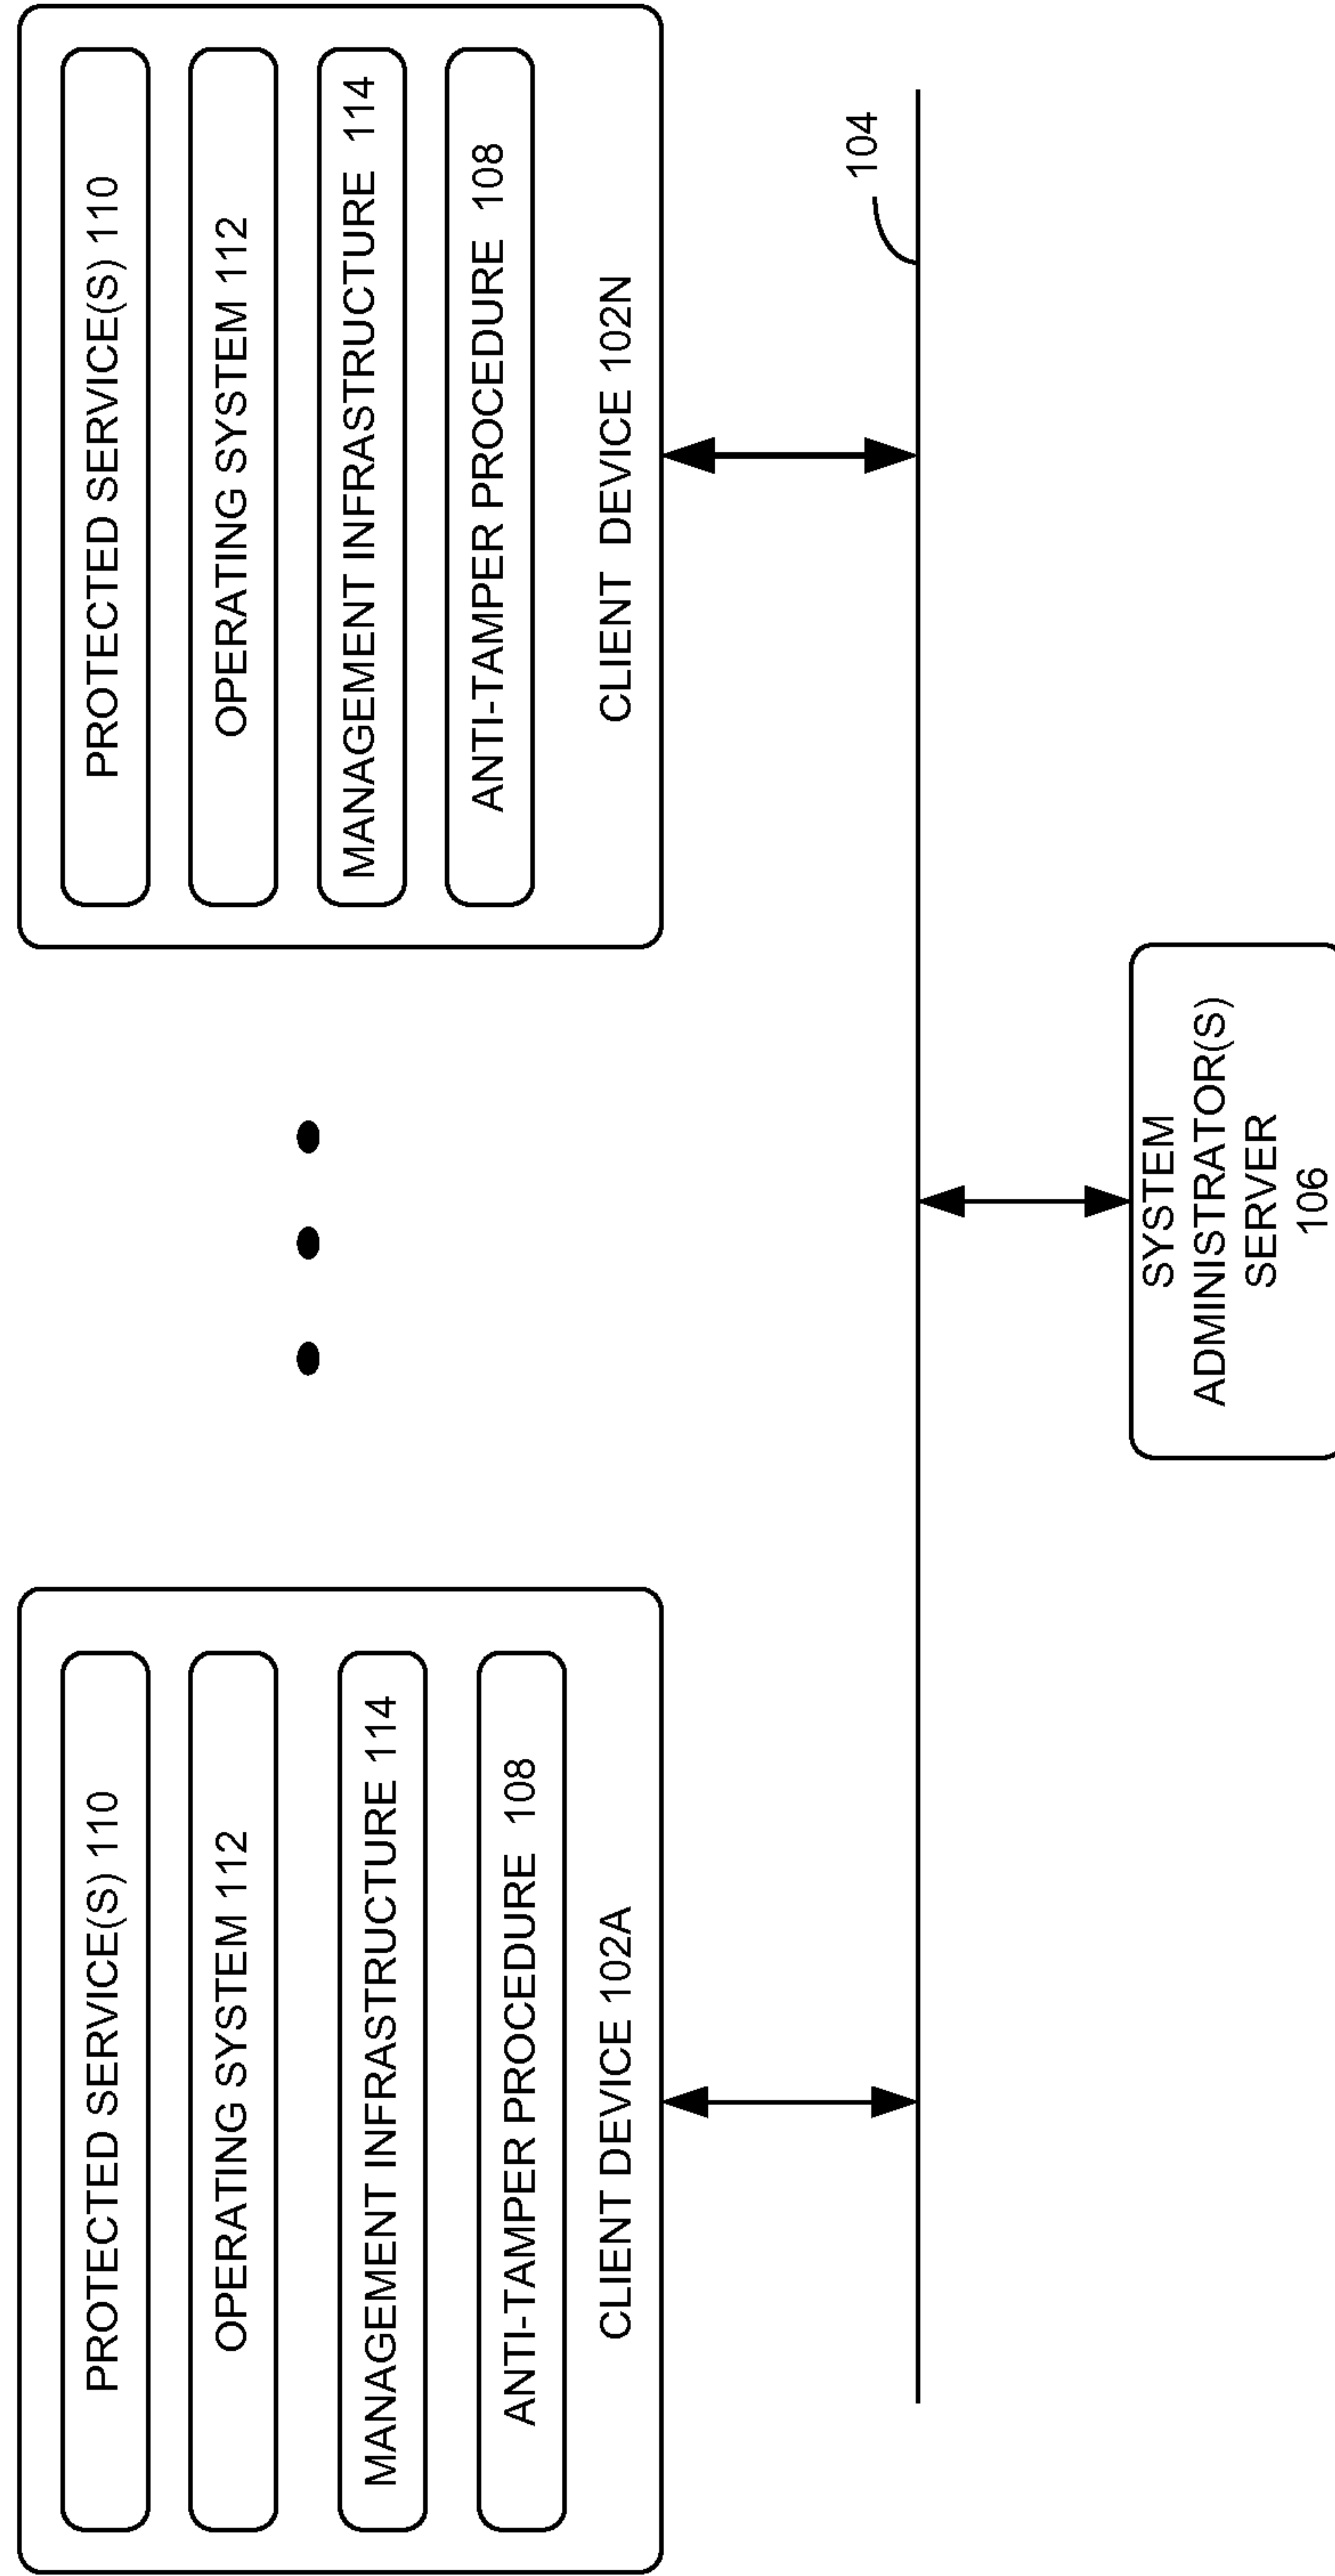 PROTECTED SERVICE(S) 110
OPERATING SYSTEM 112
MANAGEMENT INFRASTRUCTURE 114
ANTI-TAMPER PROCEDURE 108
CLIENT DEVICE 102A
PROTECTED SERVICE(S) 110
OPERATING SYSTEM 112
MANAGEMENT INFRASTRUCTURE 114
ANTI-TAMPER PROCEDURE 108
CLIENT DEVICE 102N
104
SYSTEM
ADMINISTRATOR(S)
SERVER
106